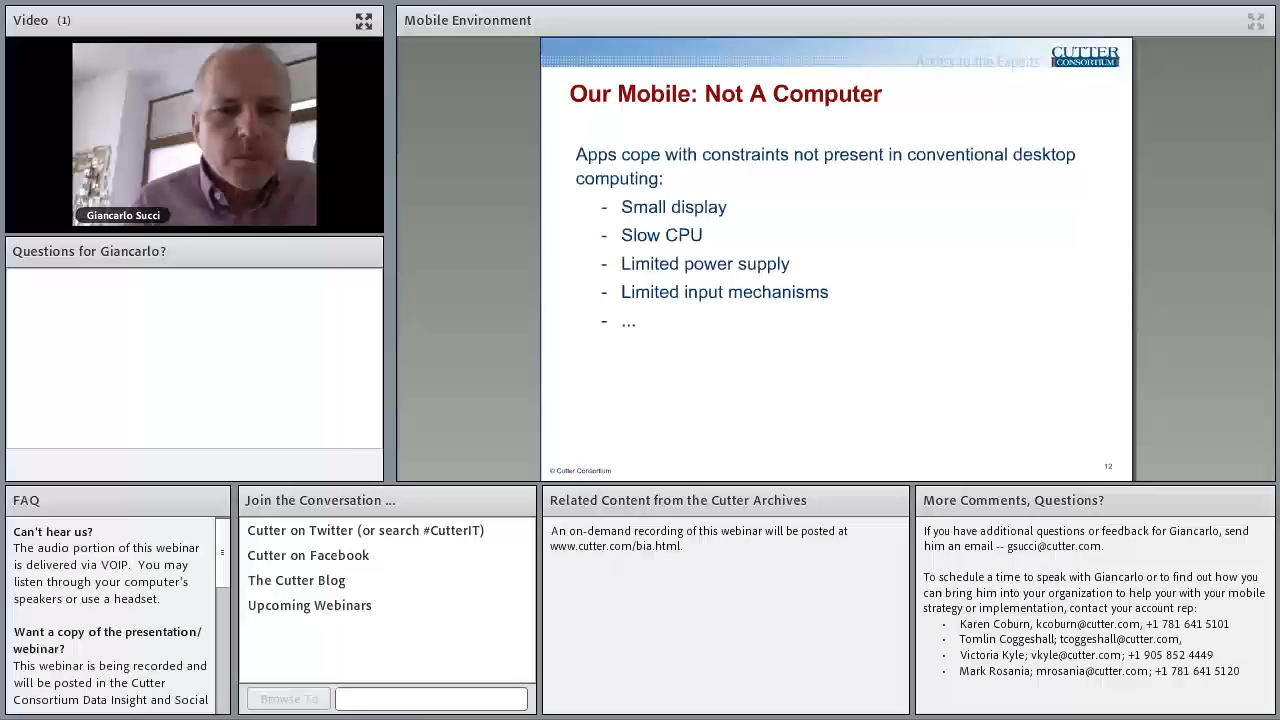 Video (1)
Giancarlo Succi
Questions for Giancarlo?
Mobile Environment
Access to the Experts
CUTTER
CONSORTIUM
Our Mobile: Not A Computer
Apps cope with constraints not present in conventional desktop
computing:
- Small display
- Slow CPU
- Limited power supply
- Limited input mechanisms
- ...
© Cutter Consortium
12
FAQ
Can't hear us?
The audio portion of this webinar
is delivered via VOIP. You may
listen through your computer's
speakers or use a headset.
Want a copy of the presentation/
webinar?
This webinar is being recorded and
will be posted in the Cutter
Consortium Data Insight and Social
Join the Conversation ...
Cutter on Twitter (or search #CutterIT)
Cutter on Facebook
The Cutter Blog
Upcoming Webinars
Browse To
Related Content from the Cutter Archives
An on-demand recording of this webinar will be posted at
www.cutter.com/bia.html.
More Comments, Questions?
If you have additional questions or feedback for Giancarlo, send
him an email -- gsucci@cutter.com.
To schedule a time to speak with Giancarlo or to find out how you
can bring him into your organization to help your with your mobile
strategy or implementation, contact your account rep:
• Karen Coburn, kcoburn@cutter.com, +1 781 641 5101
• Tomlin Coggeshall; tcoggeshall@cutter.com,
• Victoria Kyle; vkyle@cutter.com; +1 905 852 4449
• Mark Rosania; mrosania@cutter.com; +1 781 641 5120